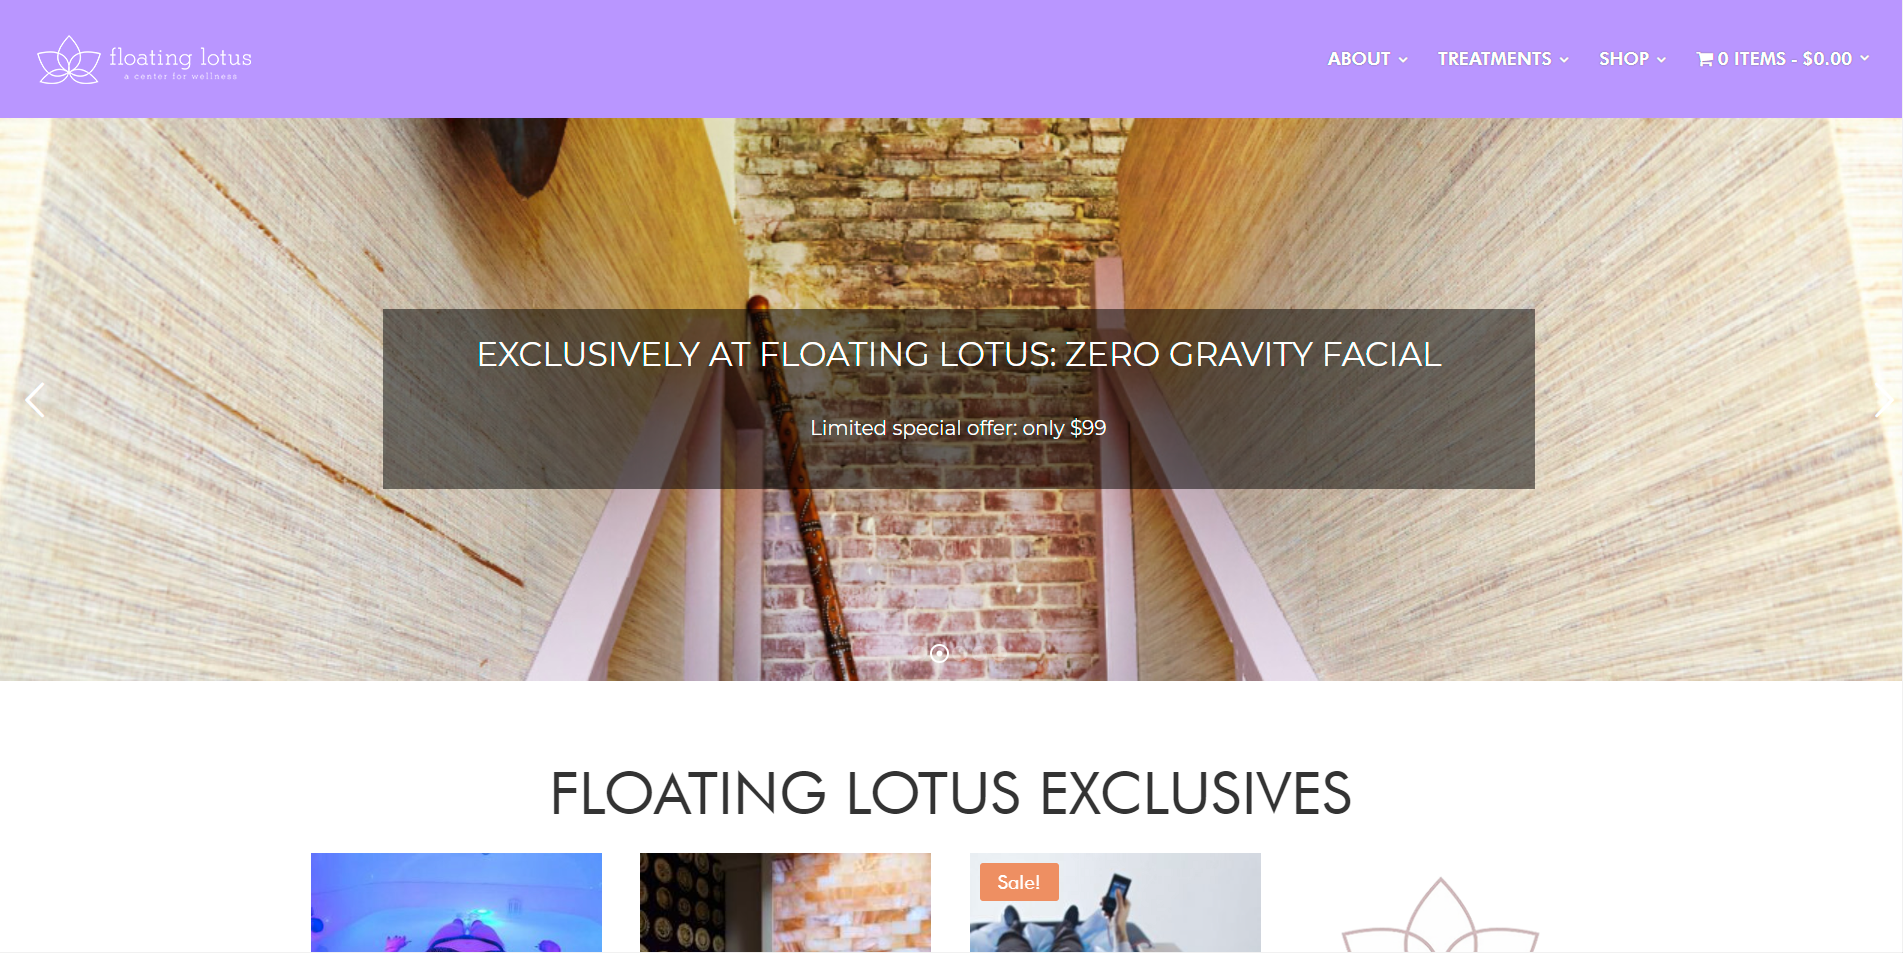 floating lotus
a center for wellness
ABOUT
TREATMENTS
SHOP
0 ITEMS - $0.00
EXCLUSIVELY AT FLOATING LOTUS: ZERO GRAVITY FACIAL
Limited special offer: only $99
FLOATING LOTUS EXCLUSIVES
Sale!